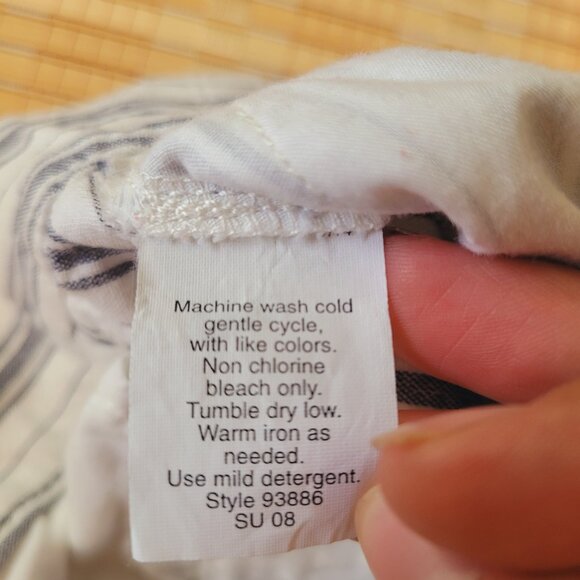 Machine wash cold
gentle cycle,
with like colors.
Non chlorine
bleach only.
Tumble dry low.
Warm iron as
needed.
Use mild detergent.
Style 93886
SU 08